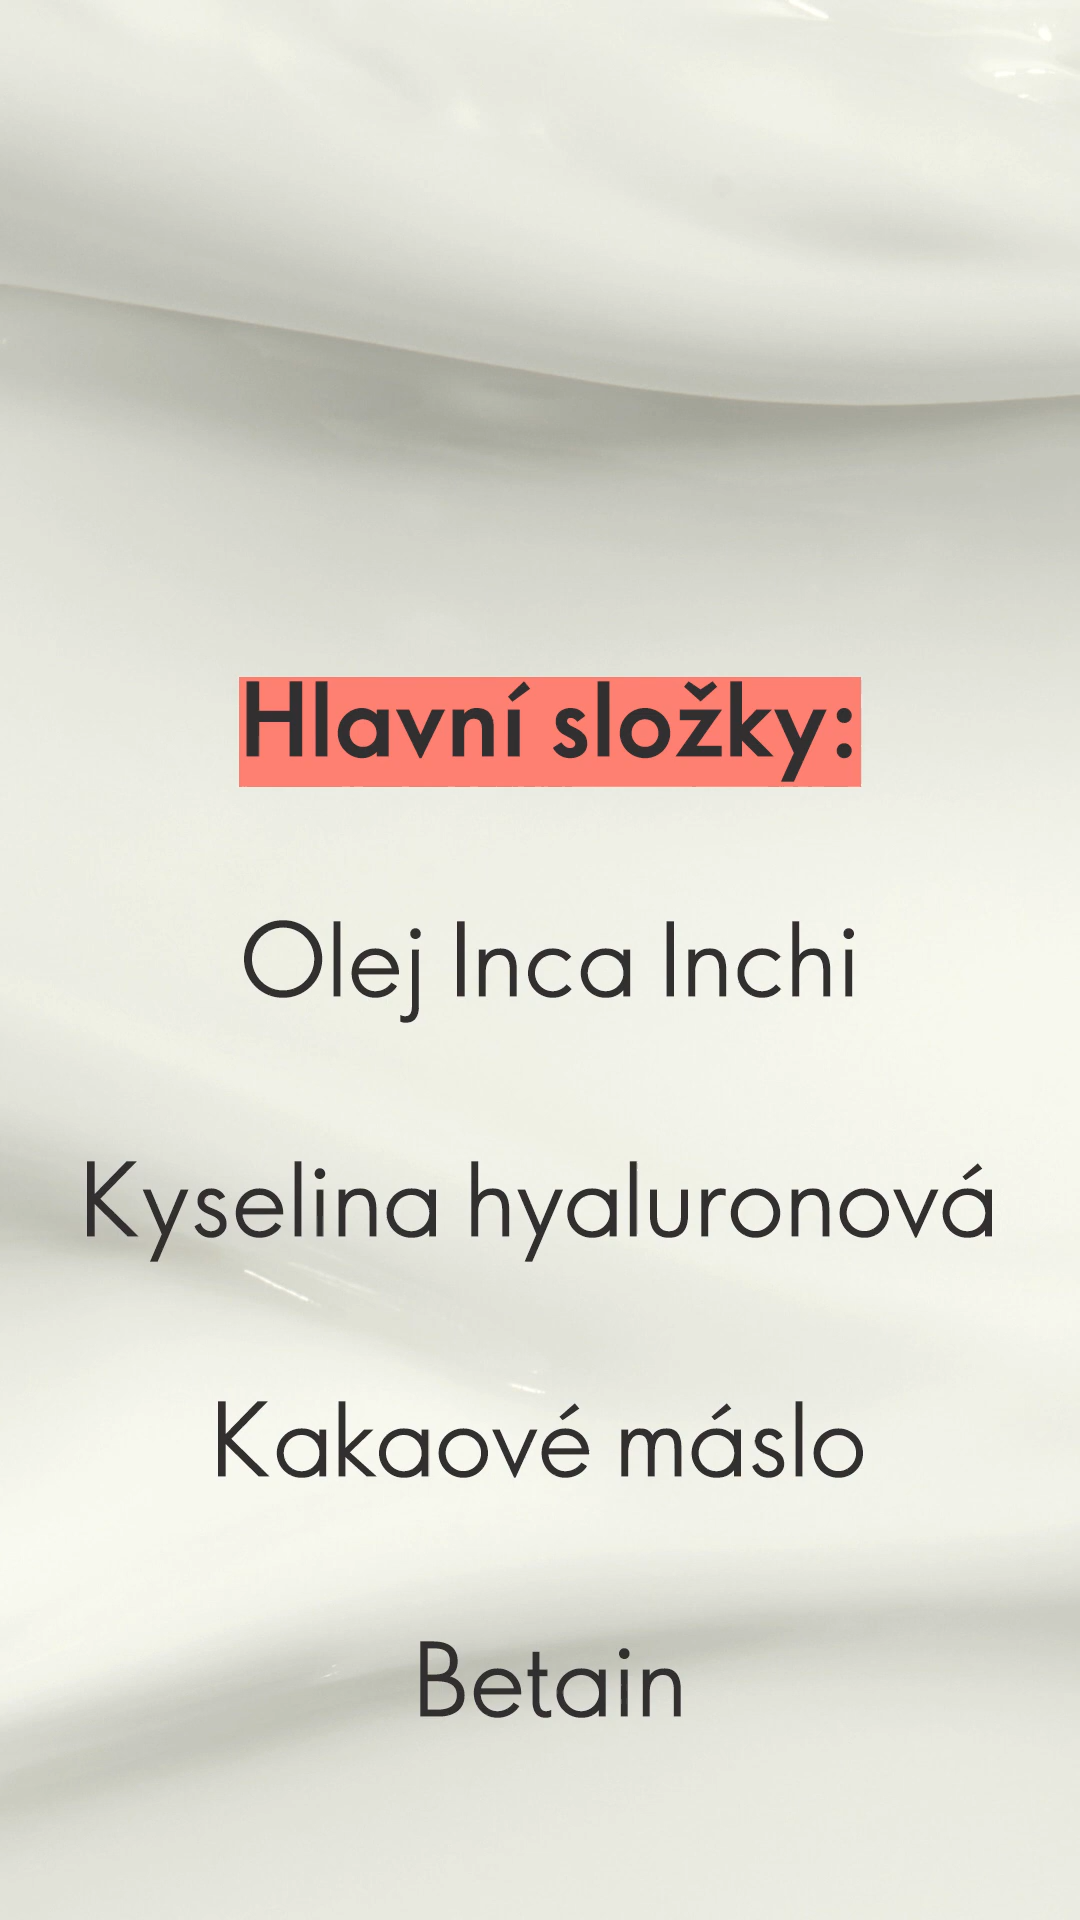 Hlavní složky:
Olej Inca Inchi
Kyselina hyaluronová
Kakaové máslo
Betain